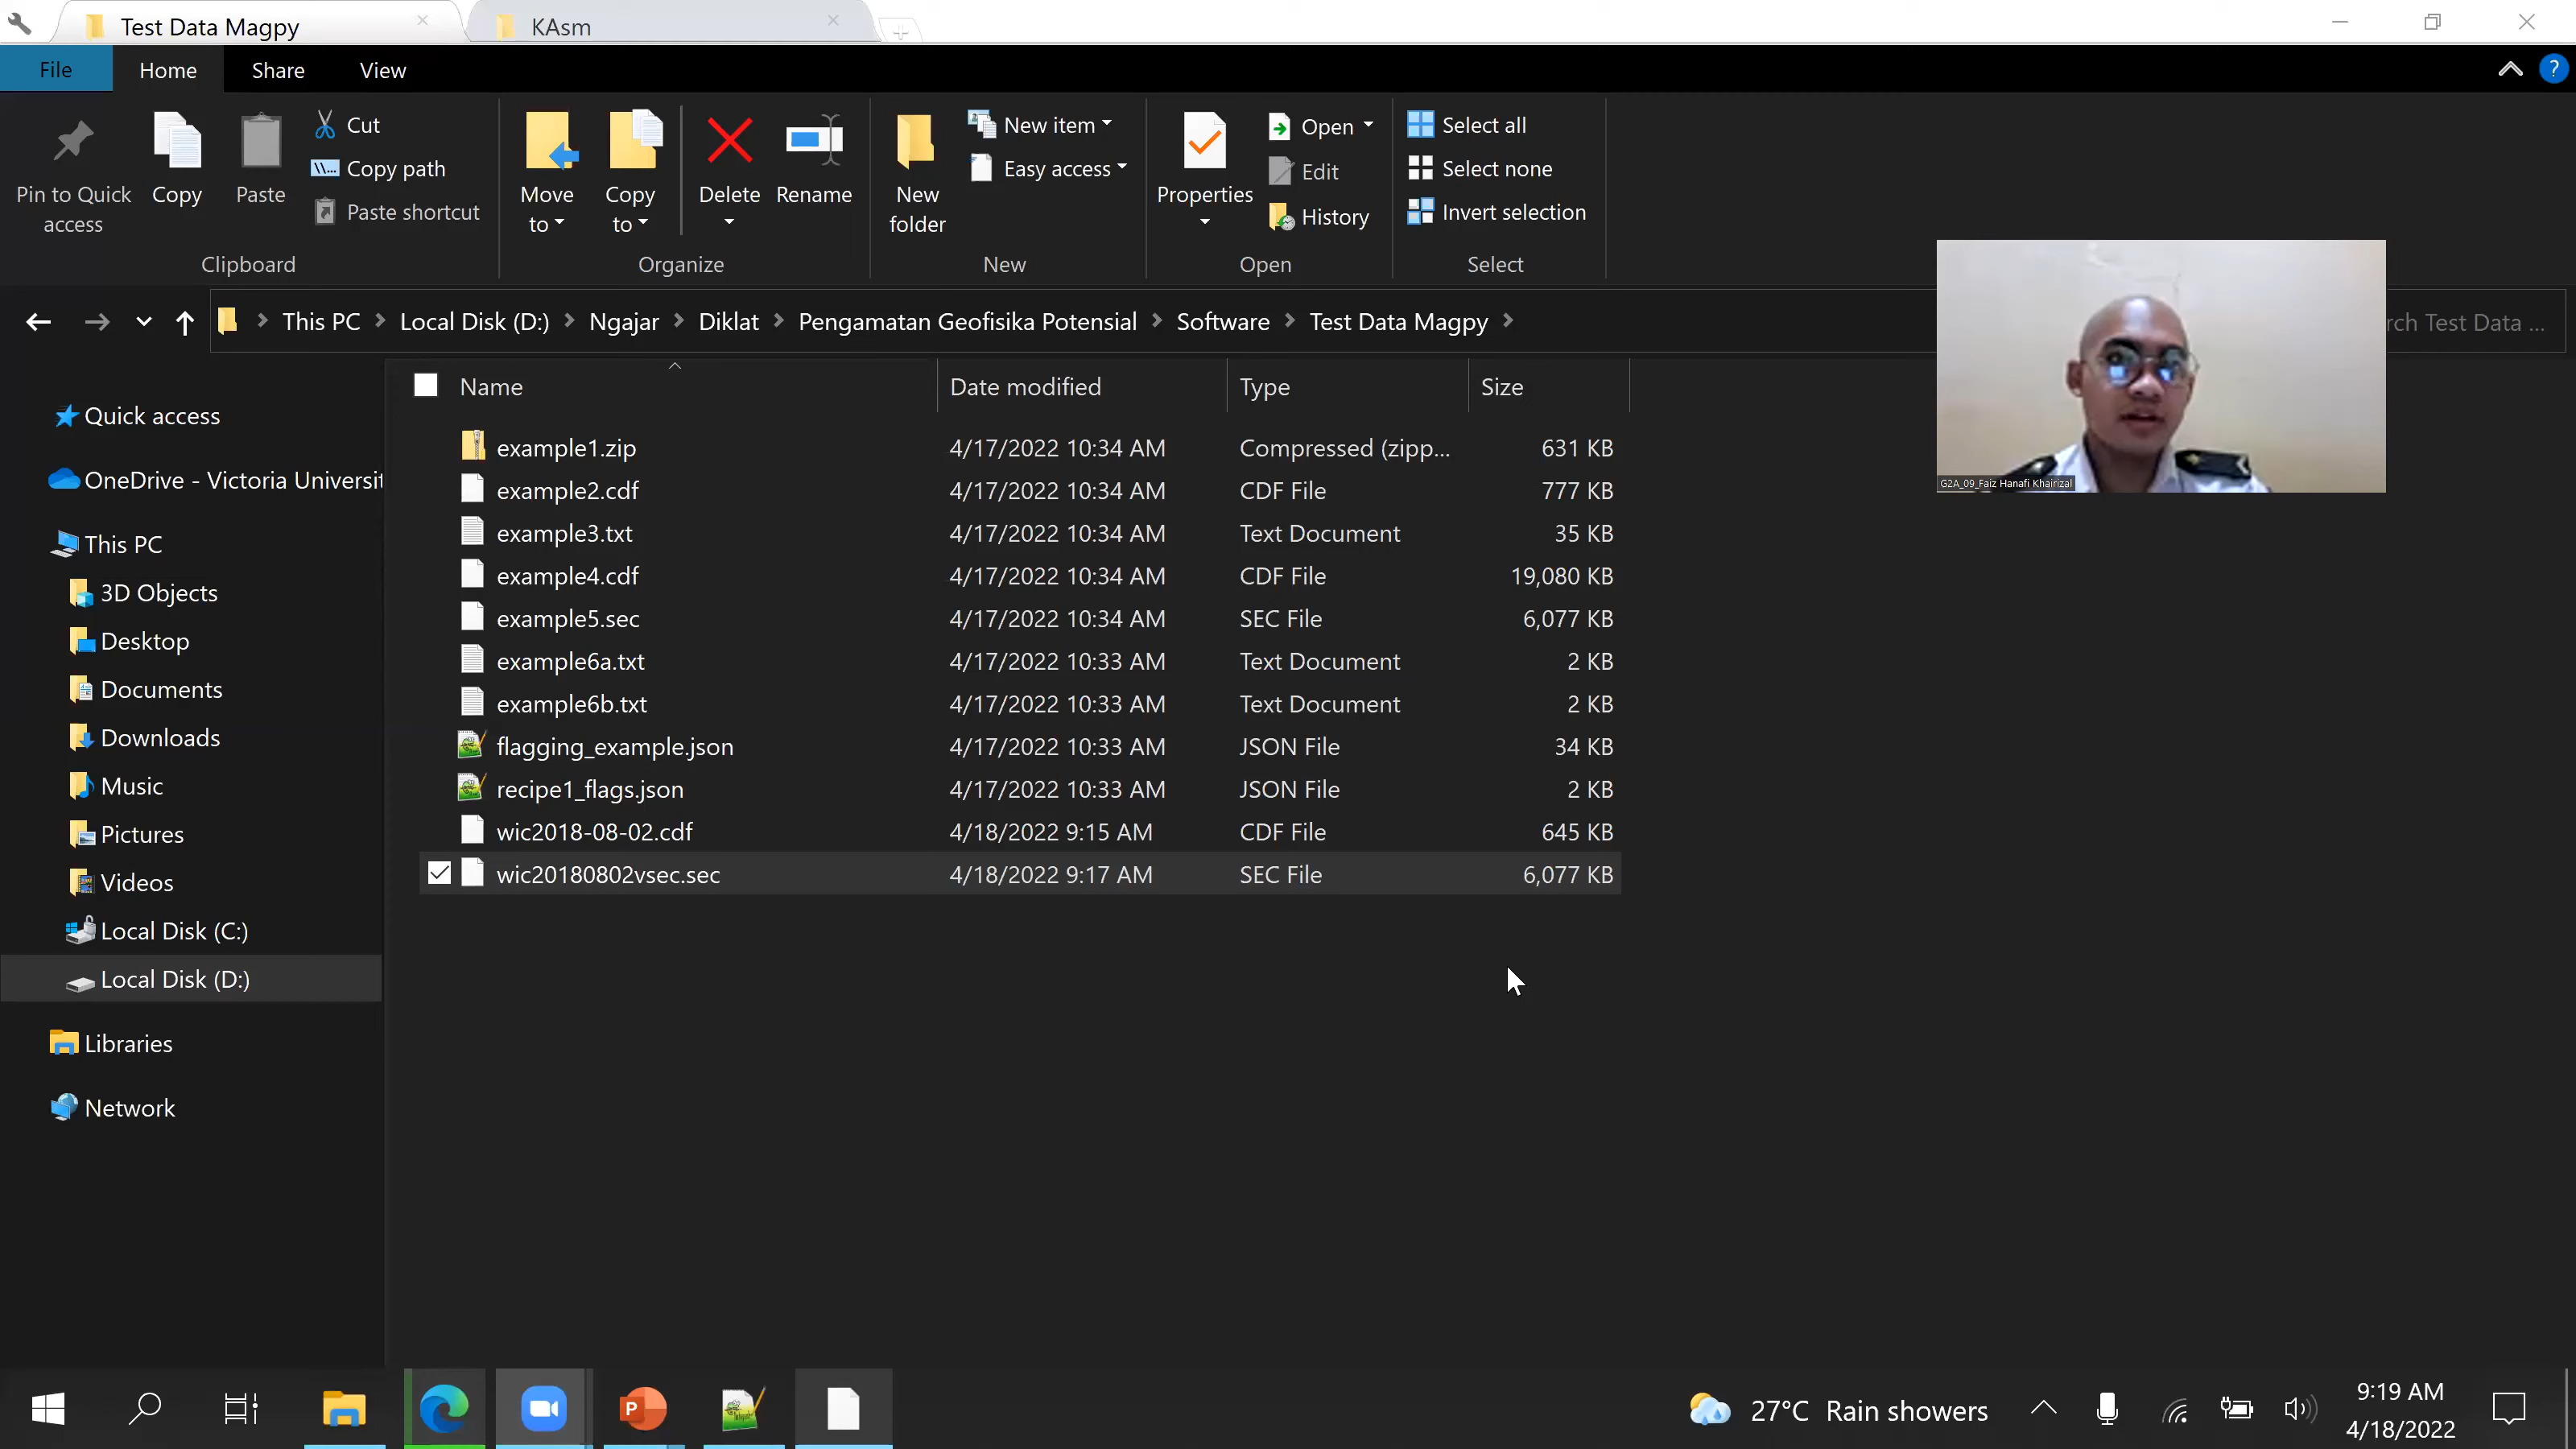 Test Data Magpy
KAsm
File Home Share View
Pin to Quick access
Copy
Paste
Cut
Copy path
Paste shortcut
Clipboard
Move to
Copy to
Delete
Rename
Organize
New folder
New item
Easy access
New
Properties
Open
Edit
History
Open
Select all
Select none
Invert selection
Select
This PC Local Disk (D:) Ngajar Diklat Pengamatan Geofisika Potensial Software Test Data Magpy
Test Data ...
Name Date modified Type Size
Quick access
OneDrive - Victoria Universit
This PC
3D Objects
Desktop
Documents
Downloads
Music
Pictures
Videos
Local Disk (C:)
Local Disk (D:)
Libraries
Network
example1.zip 4/17/2022 10:34 AM Compressed (zipp... 631 KB
example2.cdf 4/17/2022 10:34 AM CDF File 777 KB
example3.txt 4/17/2022 10:34 AM Text Document 35 KB
example4.cdf 4/17/2022 10:34 AM CDF File 19,080 KB
example5.sec 4/17/2022 10:34 AM SEC File 6,077 KB
example6a.txt 4/17/2022 10:33 AM Text Document 2 KB
example6b.txt 4/17/2022 10:33 AM Text Document 2 KB
flagging_example.json 4/17/2022 10:33 AM JSON File 34 KB
recipe1_flags.json 4/17/2022 10:33 AM JSON File 2 KB
wic2018-08-02.cdf 4/18/2022 9:15 AM CDF File 645 KB
wic20180802vsec.sec 4/18/2022 9:17 AM SEC File 6,077 KB
G2A_09_Faiz Hanafi Khairizal
27°C Rain showers
9:19 AM
4/18/2022